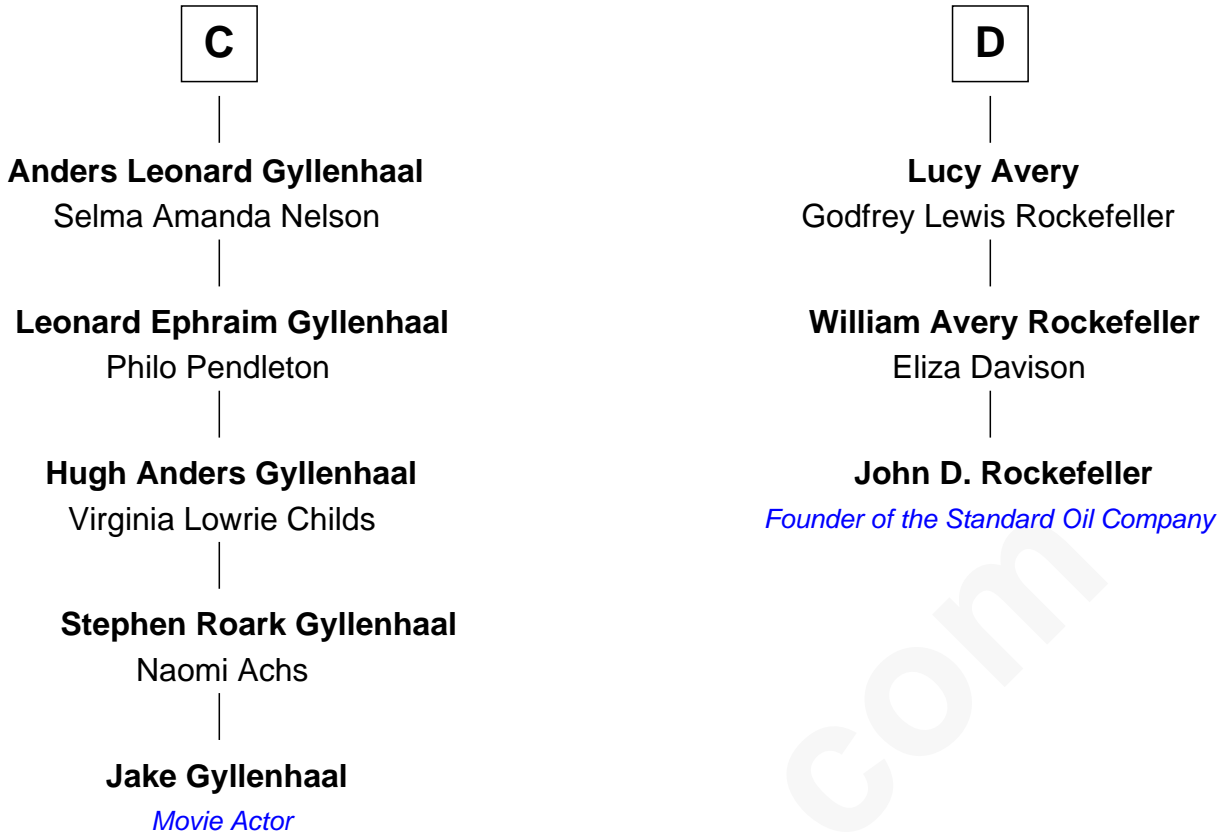 C
Anders Leonard Gyllenhaal
Selma Amanda Nelson
Leonard Ephraim Gyllenhaal
Philo Pendleton
Hugh Anders Gyllenhaal
Virginia Lowrie Childs
Stephen Roark Gyllenhaal
Naomi Achs
Jake Gyllenhaal
Movie Actor
D
Lucy Avery
Godfrey Lewis Rockefeller
William Avery Rockefeller
Eliza Davison
John D. Rockefeller
Founder of the Standard Oil Company
com